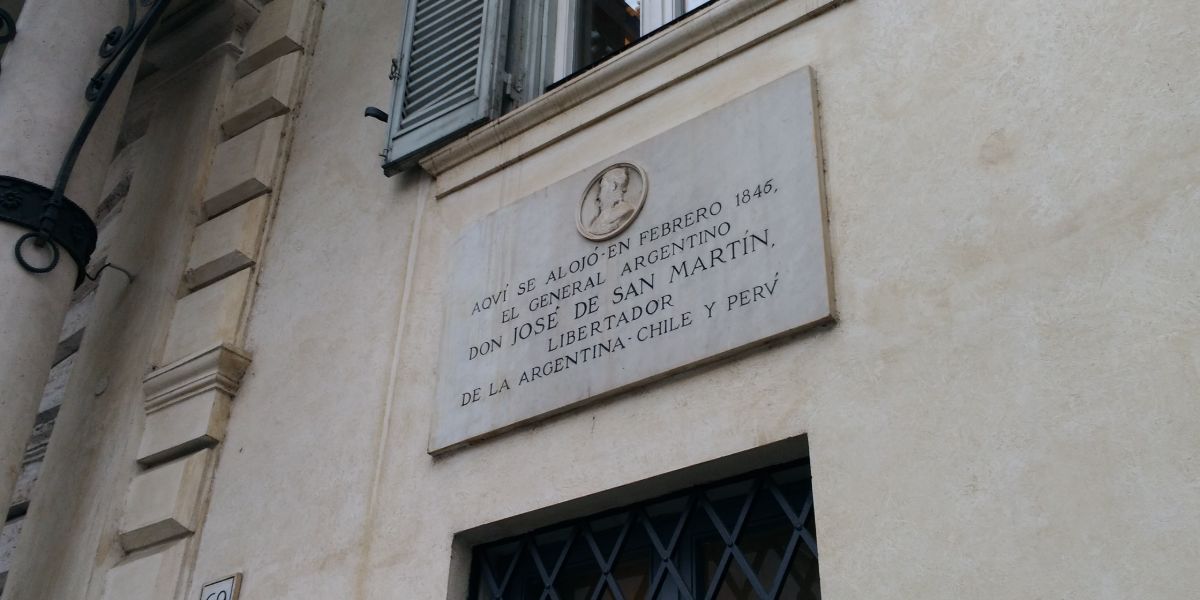 AQVÍ SE ALOJÓ - EN FEBRERO 1846,
EL GENERAL ARGENTINO
DON JOSÉ DE SAN MARTÍN,
LIBERTADOR
DE LA ARGENTINA - CHILE Y PERV́